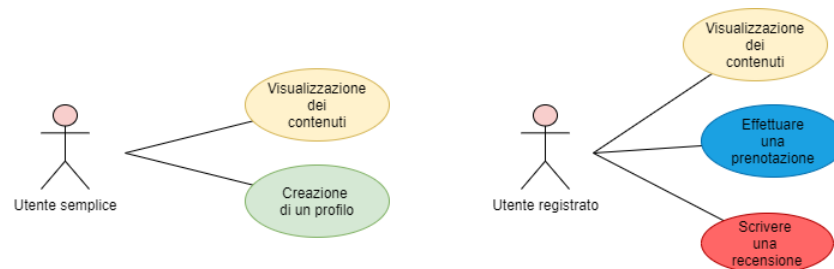 Visualizzazione
dei
contenuti
Creazione
di un profilo
Utente semplice
Visualizzazione
dei
contenuti
Effettuare
una
prenotazione
Scrivere
una
recensione
Utente registrato